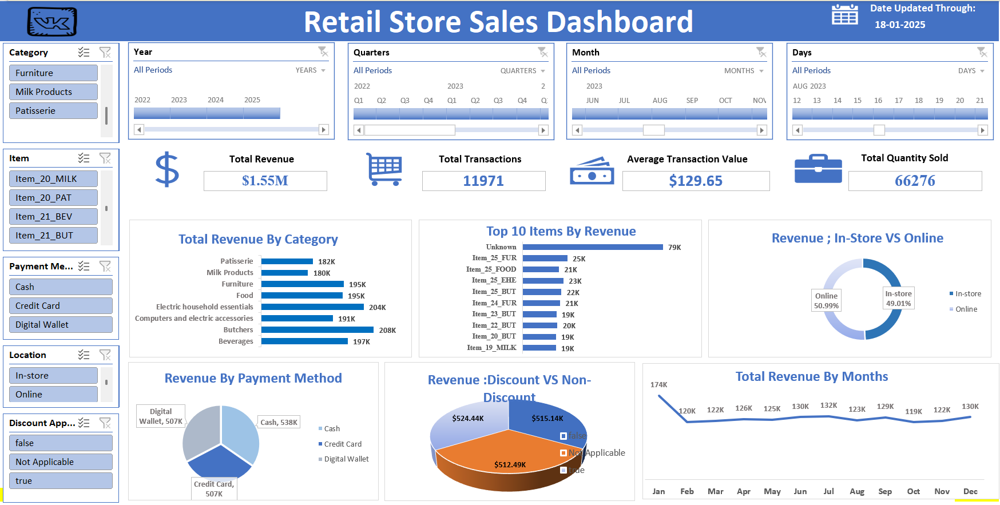 Retail Store Sales Dashboard
Date Updated Through:
18-01-2025
VK
Category
Furniture
Milk Products
Patisserie
Year
All Periods
YEARS
2022 2023 2024 2025
Quarters
All Periods
QUARTERS
2022 2023 2
Q1 Q2 Q3 Q4 Q1 Q2 Q3 Q4 Q
Month
All Periods
MONTHS
2023
JUN JUL AUG SEP OCT NOV
Days
All Periods
DAYS
AUG 2023
12 13 14 15 16 17 18 19 20 21
Item
Item_20_MILK
Item_20_PAT
Item_21_BEV
Item_21_BUT
Total Revenue
$1.55M
Total Transactions
11971
Average Transaction Value
$129.65
Total Quantity Sold
66276
Payment Me...
Cash
Credit Card
Digital Wallet
Location
In-store
Online
Discount App...
false
Not Applicable
true
Total Revenue By Category
Patisserie 182K
Milk Products 180K
Furniture 195K
Food 195K
Electric household essentials 204K
Computers and electric accessories 191K
Butchers 208K
Beverages 197K
Top 10 Items By Revenue
Unknown 79K
Item_25_FUR 25K
Item_25_FOOD 21K
Item_25_EHE 23K
Item_25_BUT 22K
Item_24_FUR 21K
Item_23_BUT 19K
Item_22_BUT 20K
Item_20_BUT 19K
Item_19_MILK 19K
Revenue ; In-Store VS Online
Online
50.99%
In-store
49.01%
In-store
Online
Revenue By Payment Method
Digital
Wallet, 507K
Cash, 538K
Credit Card,
507K
Cash
Credit Card
Digital Wallet
Revenue :Discount VS Non-
Discount
$524.44K
$515.14K
$512.49K
false
Not Applicable
true
Total Revenue By Months
174K 120K 122K 126K 125K 130K 132K 123K 129K 119K 122K 130K
Jan Feb Mar Apr May Jun Jul Aug Sep Oct Nov Dec